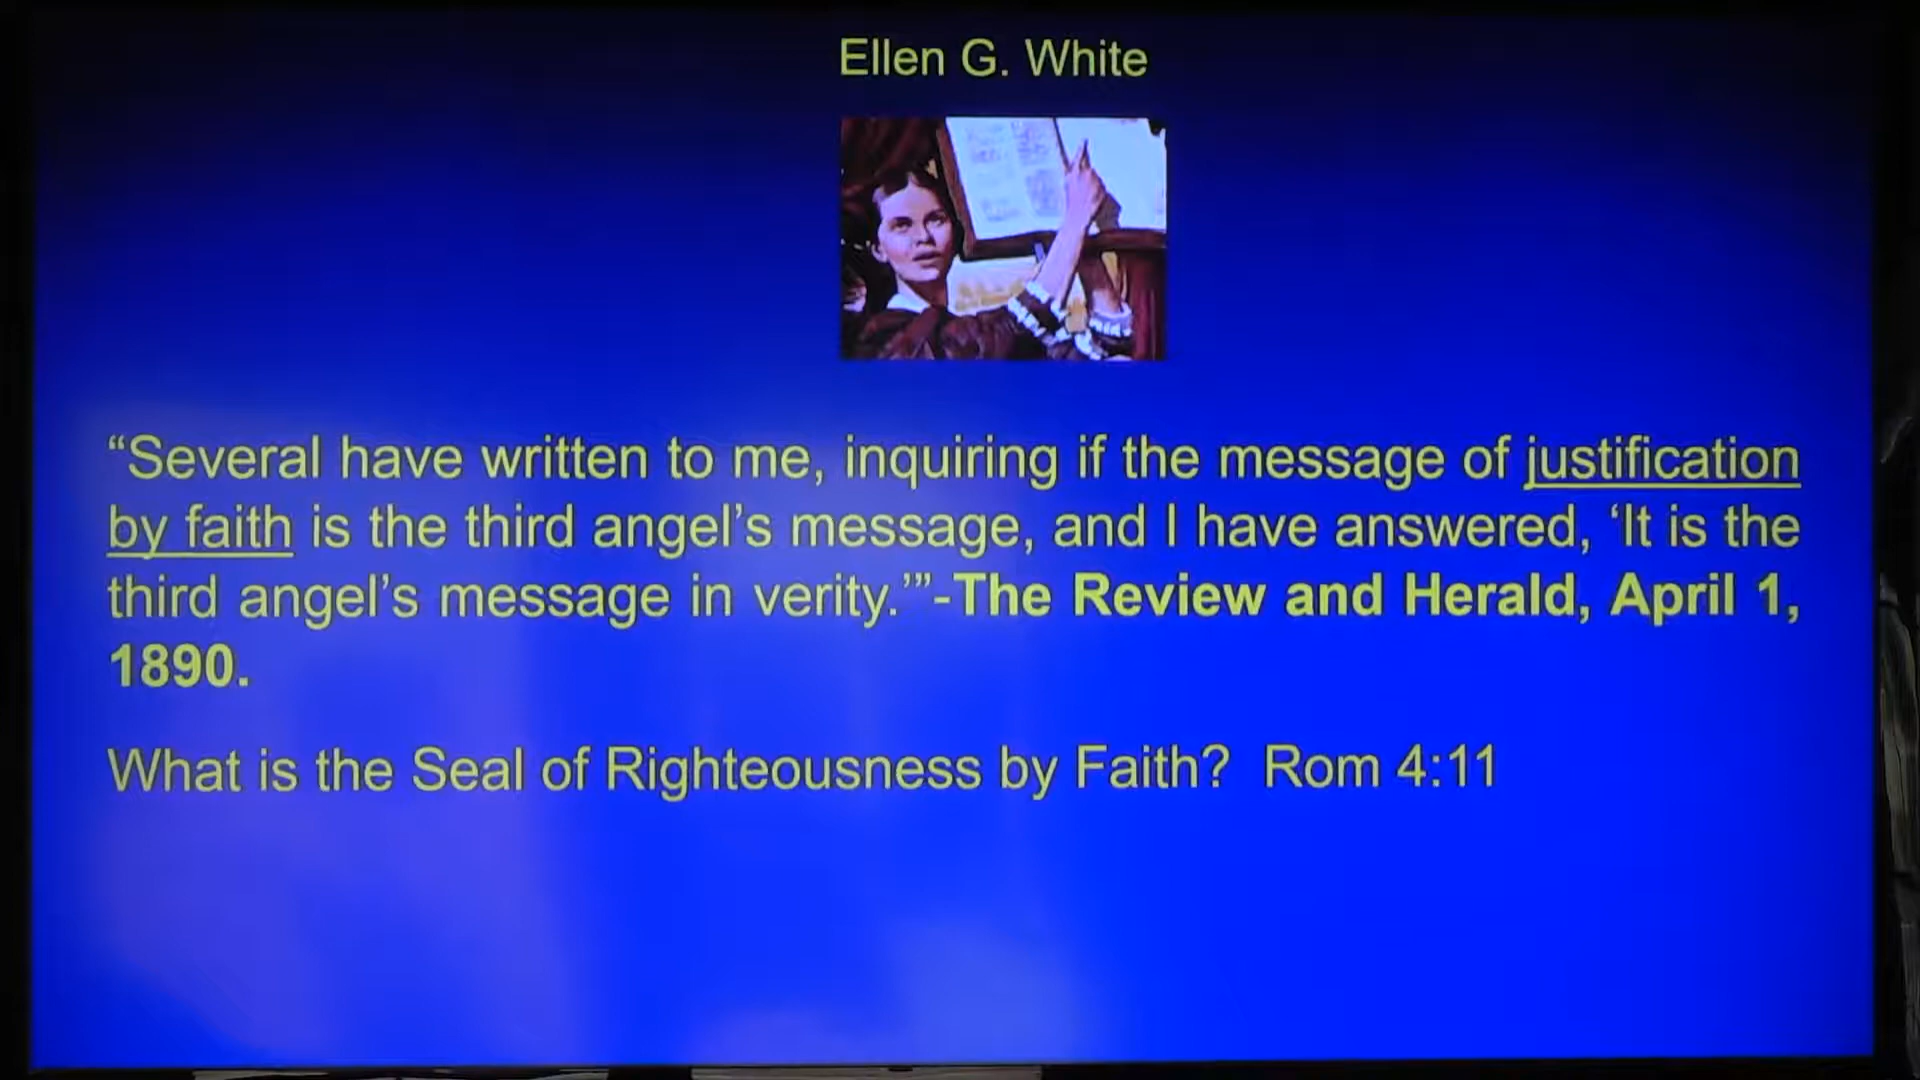 Ellen G. White
“Several have written to me, inquiring if the message of justification
by faith is the third angel’s message, and I have answered, ‘It is the
third angel’s message in verity.’”-The Review and Herald, April 1,
1890.
What is the Seal of Righteousness by Faith? Rom 4:11